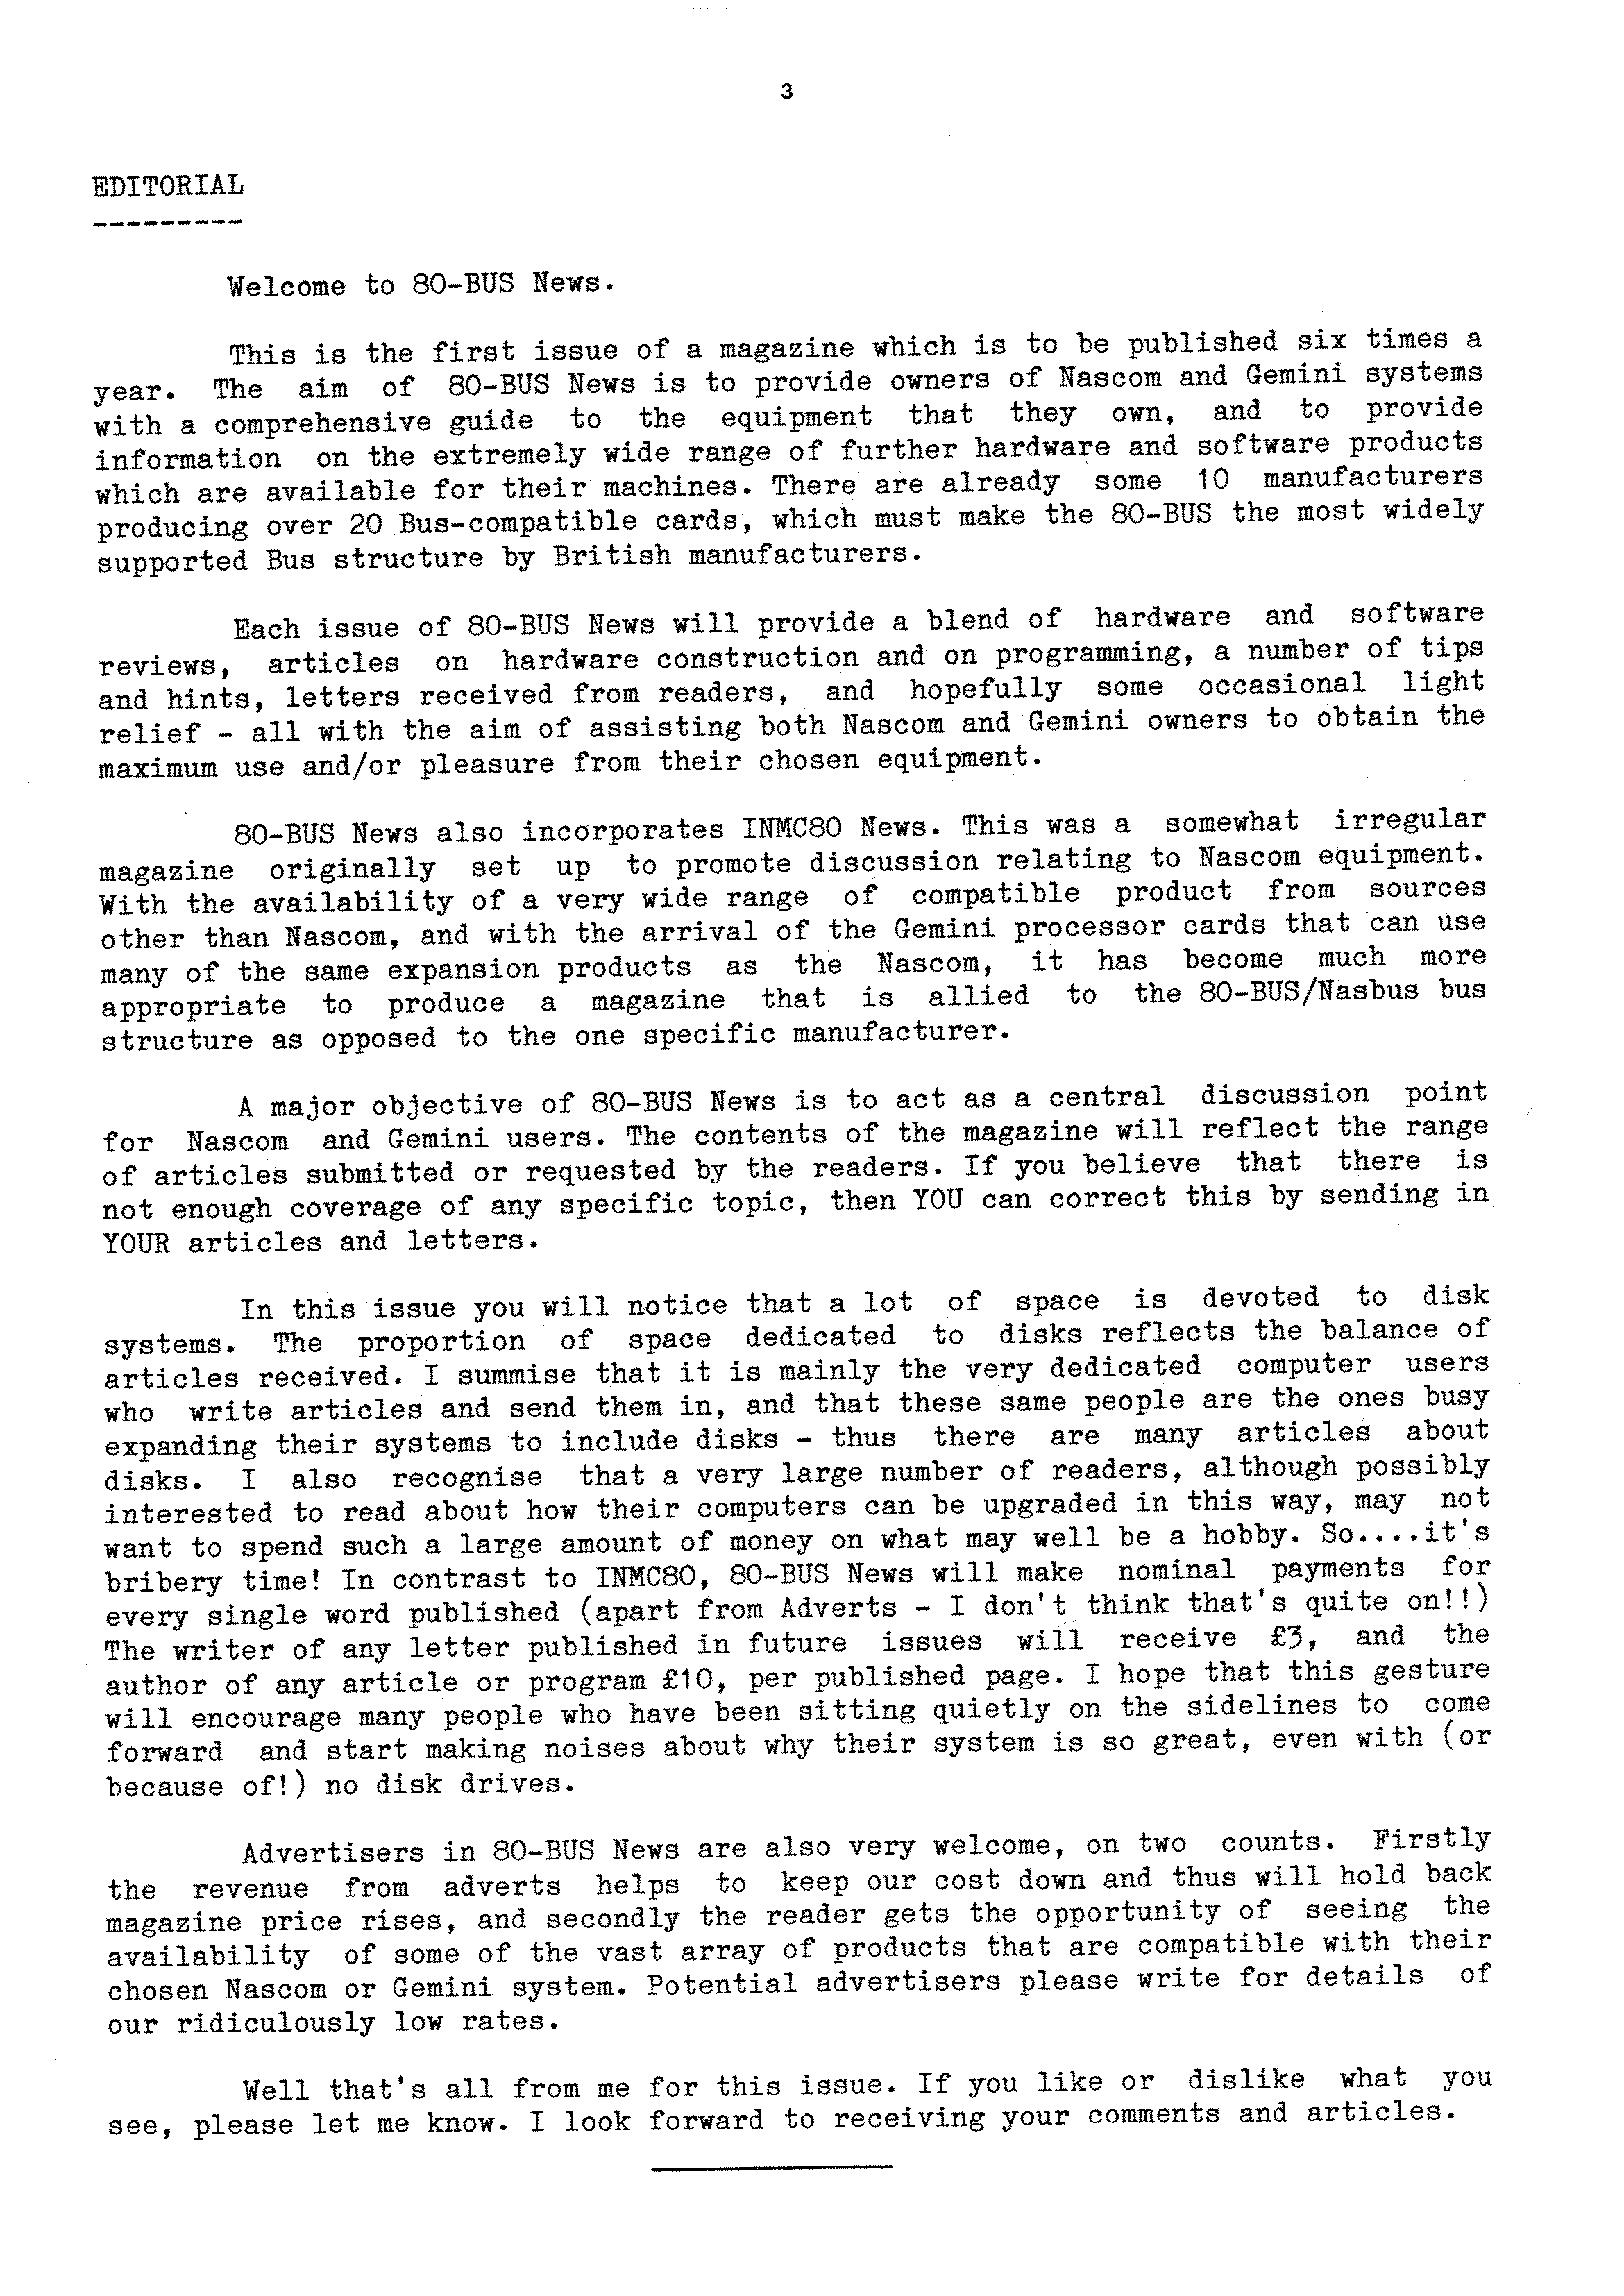 3
EDITORIAL
---------
Welcome to 80-BUS News.
This is the first issue of a magazine which is to be published six times a
year. The aim of 80-BUS News is to provide owners of Nascom and Gemini systems
with a comprehensive guide to the equipment that they own, and to provide
information on the extremely wide range of further hardware and software products
which are available for their machines. There are already some 10 manufacturers
producing over 20 Bus-compatible cards, which must make the 80-BUS the most widely
supported Bus structure by British manufacturers.
Each issue of 80-BUS News will provide a blend of hardware and software
reviews, articles on hardware construction and on programming, a number of tips
and hints, letters received from readers, and hopefully some occasional light
relief - all with the aim of assisting both Nascom and Gemini owners to obtain the
maximum use and/or pleasure from their chosen equipment.
80-BUS News also incorporates INMC80 News. This was a somewhat irregular
magazine originally set up to promote discussion relating to Nascom equipment.
With the availability of a very wide range of compatible product from sources
other than Nascom, and with the arrival of the Gemini processor cards that can use
many of the same expansion products as the Nascom, it has become much more
appropriate to produce a magazine that is allied to the 80-BUS/Nasbus bus
structure as opposed to the one specific manufacturer.
A major objective of 80-BUS News is to act as a central discussion point
for Nascom and Gemini users. The contents of the magazine will reflect the range
of articles submitted or requested by the readers. If you believe that there is
not enough coverage of any specific topic, then YOU can correct this by sending in
YOUR articles and letters.
In this issue you will notice that a lot of space is devoted to disk
systems. The proportion of space dedicated to disks reflects the balance of
articles received. I summise that it is mainly the very dedicated computer users
who write articles and send them in, and that these same people are the ones busy
expanding their systems to include disks - thus there are many articles about
disks. I also recognise that a very large number of readers, although possibly
interested to read about how their computers can be upgraded in this way, may not
want to spend such a large amount of money on what may well be a hobby. So....it's
bribery time! In contrast to INMC80, 80-BUS News will make nominal payments for
every single word published (apart from Adverts - I don't think that's quite on!!)
The writer of any letter published in future issues will receive £3, and the
author of any article or program £10, per published page. I hope that this gesture
will encourage many people who have been sitting quietly on the sidelines to come
forward and start making noises about why their system is so great, even with (or
because of!) no disk drives.
Advertisers in 80-BUS News are also very welcome, on two counts. Firstly
the revenue from adverts helps to keep our cost down and thus will hold back
magazine price rises, and secondly the reader gets the opportunity of seeing the
availability of some of the vast array of products that are compatible with their
chosen Nascom or Gemini system. Potential advertisers please write for details of
our ridiculously low rates.
Well that's all from me for this issue. If you like or dislike what you
see, please let me know. I look forward to receiving your comments and articles.